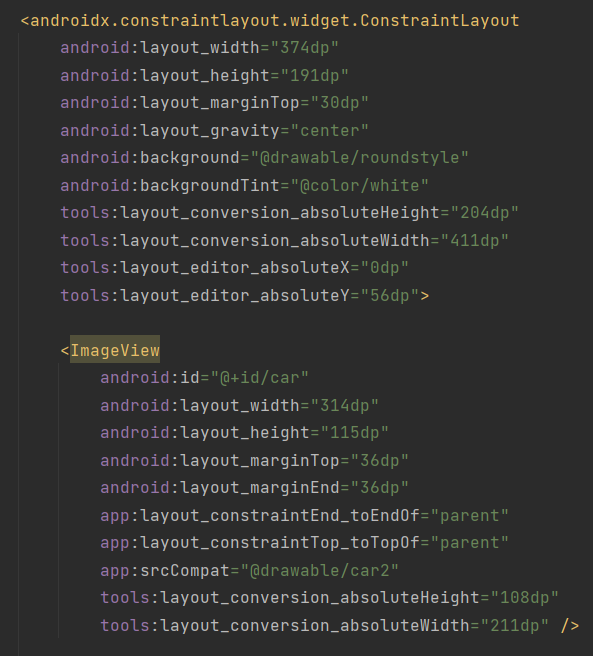 <androidx.constraintlayout.widget.ConstraintLayout
android:layout_width="374dp"
android:layout_height="191dp"
android:layout_marginTop="30dp"
android:layout_gravity="center"
android:background="@drawable/roundstyle"
android:backgroundTint="@color/white"
tools:layout_conversion_absoluteHeight="204dp"
tools:layout_conversion_absoluteWidth="411dp"
tools:layout_editor_absoluteX="0dp"
tools:layout_editor_absoluteY="56dp">
<ImageView
android:id="@+id/car"
android:layout_width="314dp"
android:layout_height="115dp"
android:layout_marginTop="36dp"
android:layout_marginEnd="36dp"
app:layout_constraintEnd_toEndOf="parent"
app:layout_constraintTop_toTopOf="parent"
app:srcCompat="@drawable/car2"
tools:layout_conversion_absoluteHeight="108dp"
tools:layout_conversion_absoluteWidth="211dp" />